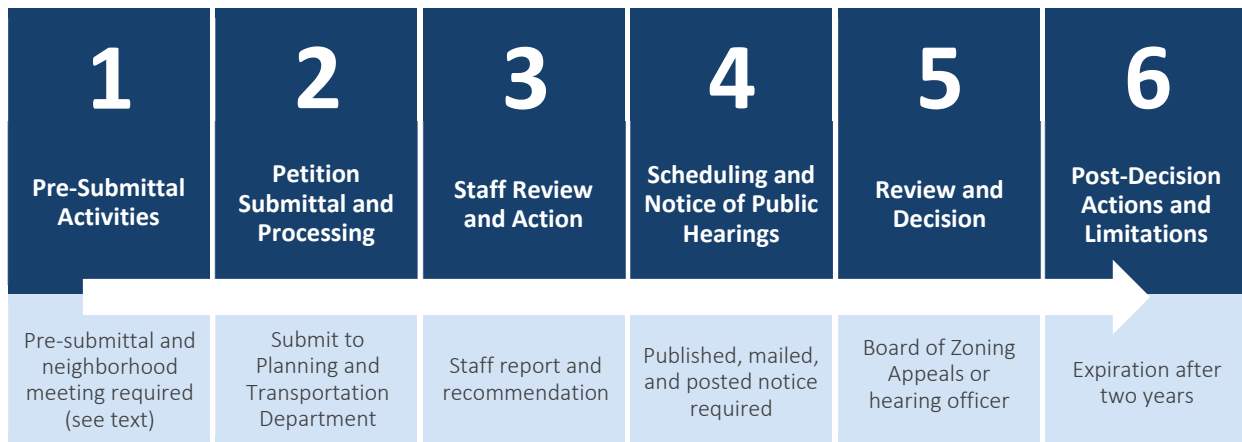 1
Pre-Submittal
Activities
Pre-submittal and
neighborhood
meeting required
(see text)
2
Petition
Submittal and
Processing
Submit to
Planning and
Transportation
Department
3
Staff Review
and Action
Staff report and
recommendation
4
Scheduling and
Notice of Public
Hearings
Published, mailed,
and posted notice
required
5
Review and
Decision
Board of Zoning
Appeals or
hearing officer
6
Post-Decision
Actions and
Limitations
Expiration after
two years